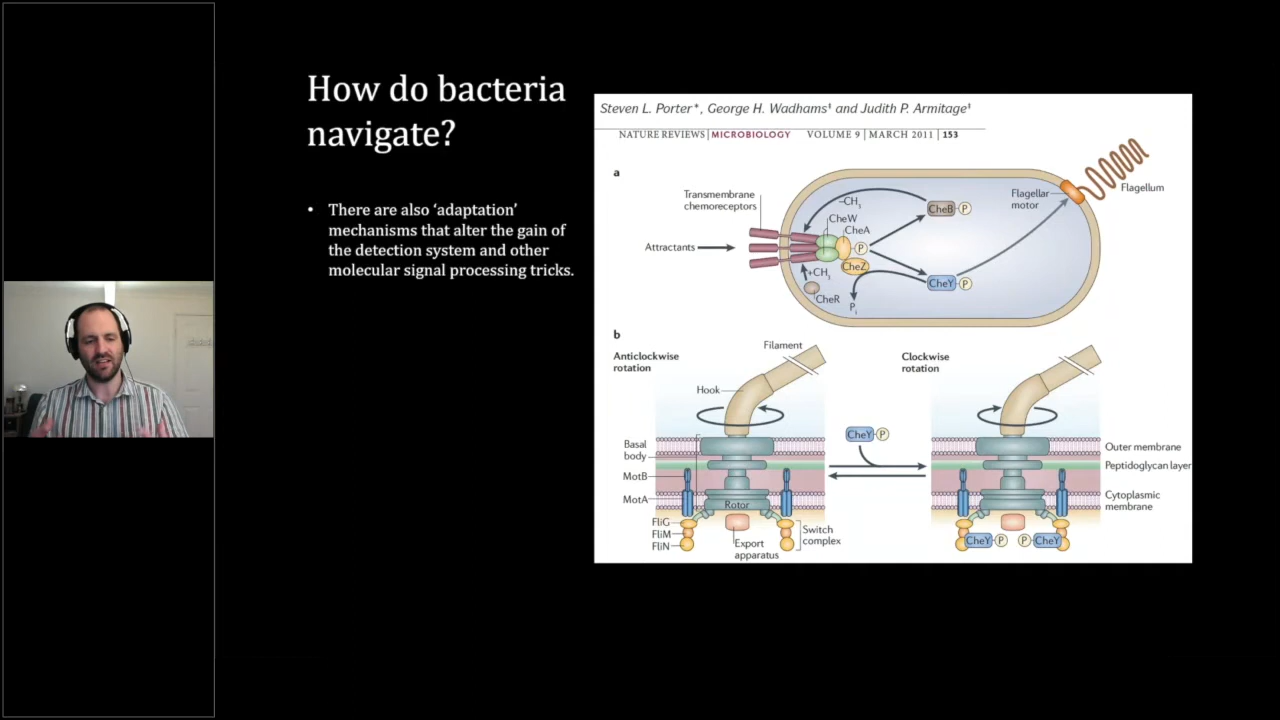 How do bacteria
navigate?
• There are also ‘adaptation’
mechanisms that alter the gain of
the detection system and other
molecular signal processing tricks.
Steven L. Porter*, George H. Wadhams‡ and Judith P. Armitage‡
NATURE REVIEWS | MICROBIOLOGY VOLUME 9 | MARCH 2011 | 153
a
Transmembrane
chemoreceptors
Attractants
–CH3
CheW
CheA
P
CheZ
+CH3
CheR
Pi
CheB P
CheY P
Flagellar
motor
Flagellum
b
Anticlockwise
rotation
Filament
Hook
Basal
body
MotB
MotA
Rotor
FliG
FliM
FliN
Export
apparatus
Switch
complex
CheY P
Clockwise
rotation
Outer membrane
Peptidoglycan layer
Cytoplasmic
membrane
CheY P
P CheY